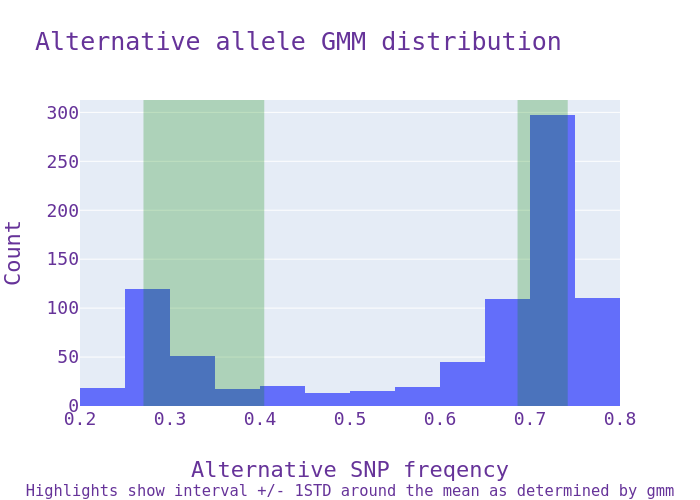 Alternative allele GMM distribution
300
250
200
150
100
50
0
Count
0.2 0.3 0.4 0.5 0.6 0.7 0.8
Alternative SNP freqency
Highlights show interval +/- 1STD around the mean as determined by gmm